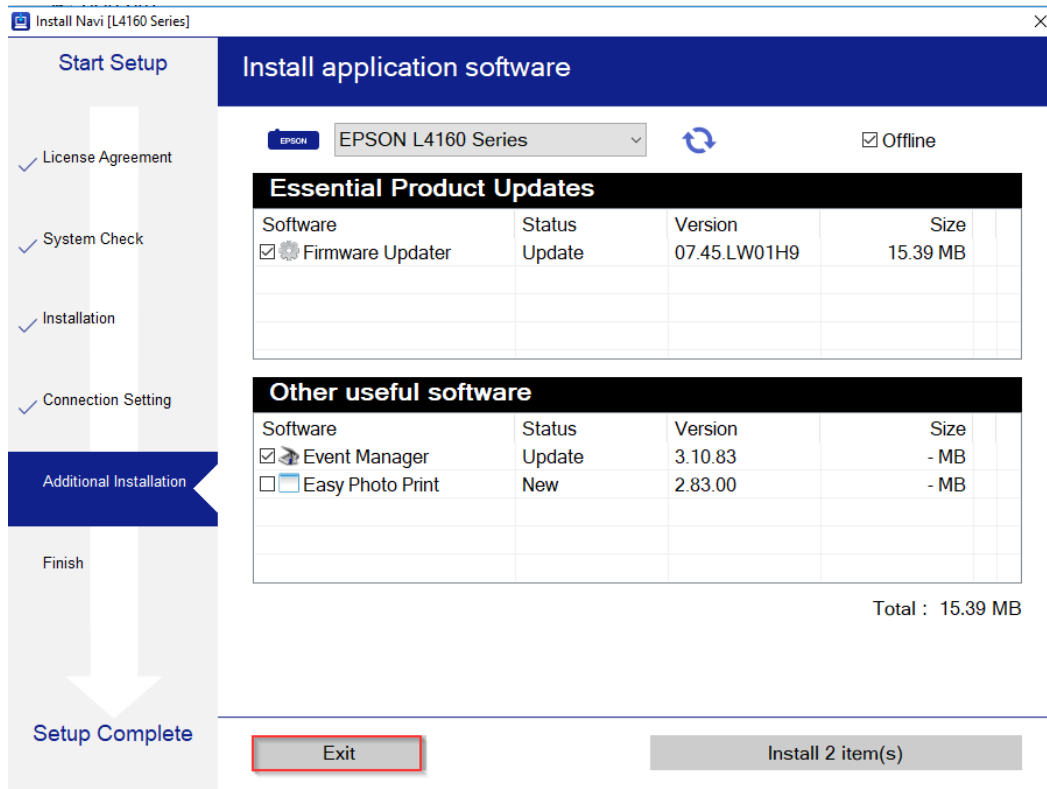 Install Navi [L4160 Series]
Start Setup
License Agreement
System Check
Installation
Connection Setting
Additional Installation
Finish
Setup Complete
Install application software
EPSON EPSON L4160 Series Offline
Essential Product Updates
Software Status Version Size
Firmware Updater Update 07.45.LW01H9 15.39 MB
Other useful software
Software Status Version Size
Event Manager Update 3.10.83 - MB
Easy Photo Print New 2.83.00 - MB
Total : 15.39 MB
Exit Install 2 item(s)